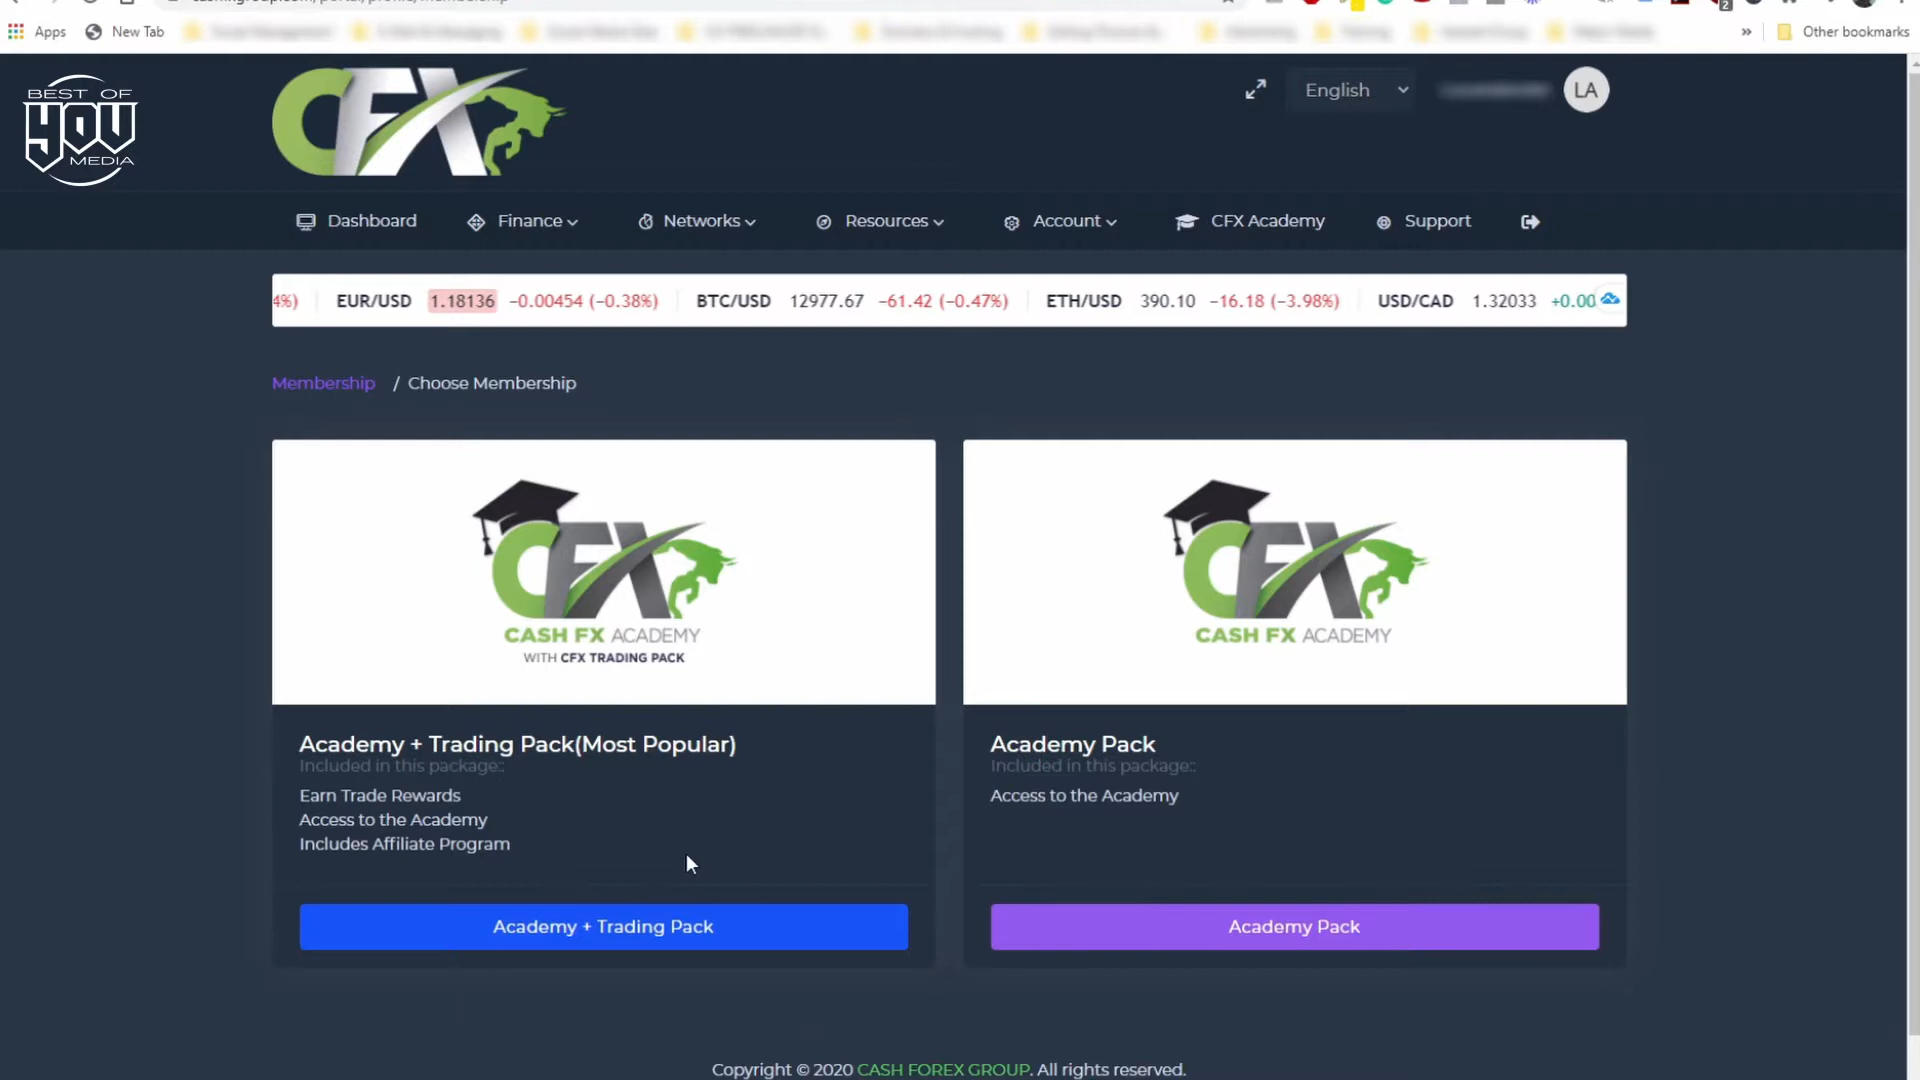 Apps
New Tab
Other bookmarks
BEST OF
YOU
MEDIA
CFX
English
LA
Dashboard
Finance
Networks
Resources
Account
CFX Academy
Support
4%) EUR/USD 1.18136 −0.00454 (−0.38%) BTC/USD 12977.67 −61.42 (−0.47%) ETH/USD 390.10 −16.18 (−3.98%) USD/CAD 1.32033 +0.00
Membership / Choose Membership
CFX
CASH FX ACADEMY
WITH CFX TRADING PACK
Academy + Trading Pack(Most Popular)
Included in this package::
Earn Trade Rewards
Access to the Academy
Includes Affiliate Program
Academy + Trading Pack
CFX
CASH FX ACADEMY
Academy Pack
Included in this package::
Access to the Academy
Academy Pack
Copyright © 2020 CASH FOREX GROUP. All rights reserved.